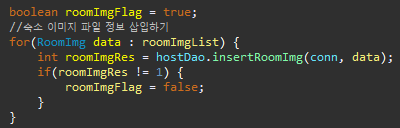 boolean roomImgFlag = true;
//숙소 이미지 파일 정보 삽입하기
for(RoomImg data : roomImgList) {
    int roomImgRes = hostDao.insertRoomImg(conn, data);
    if(roomImgRes != 1) {
        roomImgFlag = false;
    }
}